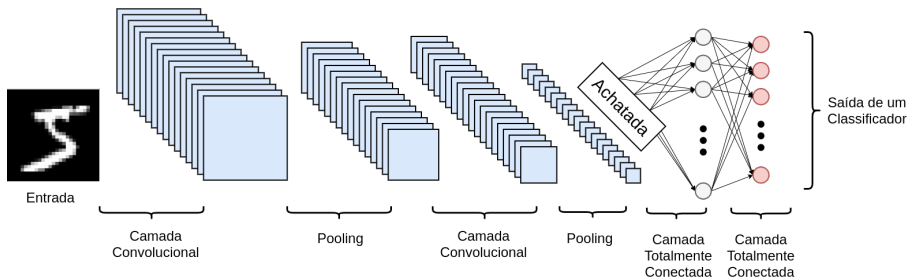 Entrada
Camada
Convolucional
Pooling
Camada
Convolucional
Pooling
Achatada
Camada
Totalmente
Conectada
Camada
Totalmente
Conectada
Saída de um
Classificador